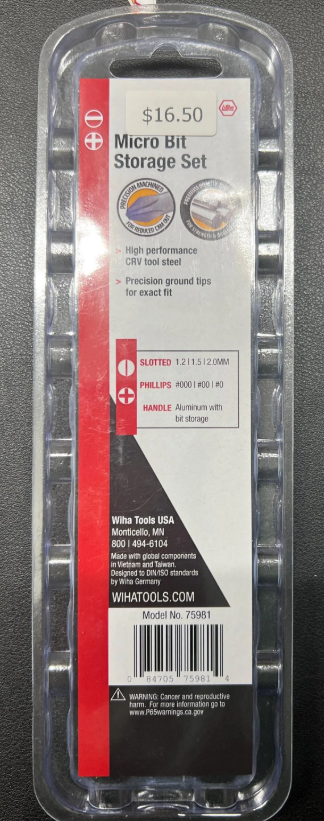 $16.50
Wiha
Micro Bit
Storage Set
PRECISION MACHINED
FOR REDUCED CAM OUT
> High performance
CRV tool steel
> Precision ground tips
for exact fit
SLOTTED 1.2 | 1.5 | 2.0MM
PHILLIPS #000 | #00 | #0
HANDLE Aluminum with
bit storage
Wiha Tools USA
Monticello, MN
800 | 494-6104
Made with global components
in Vietnam and Taiwan.
Designed to DIN/ISO standards
by Wiha Germany
WIHATOOLS.COM
Model No. 75981
0 84705 75981 4
WARNING: Cancer and reproductive
harm. For more information go to
www.P65warnings.ca.gov